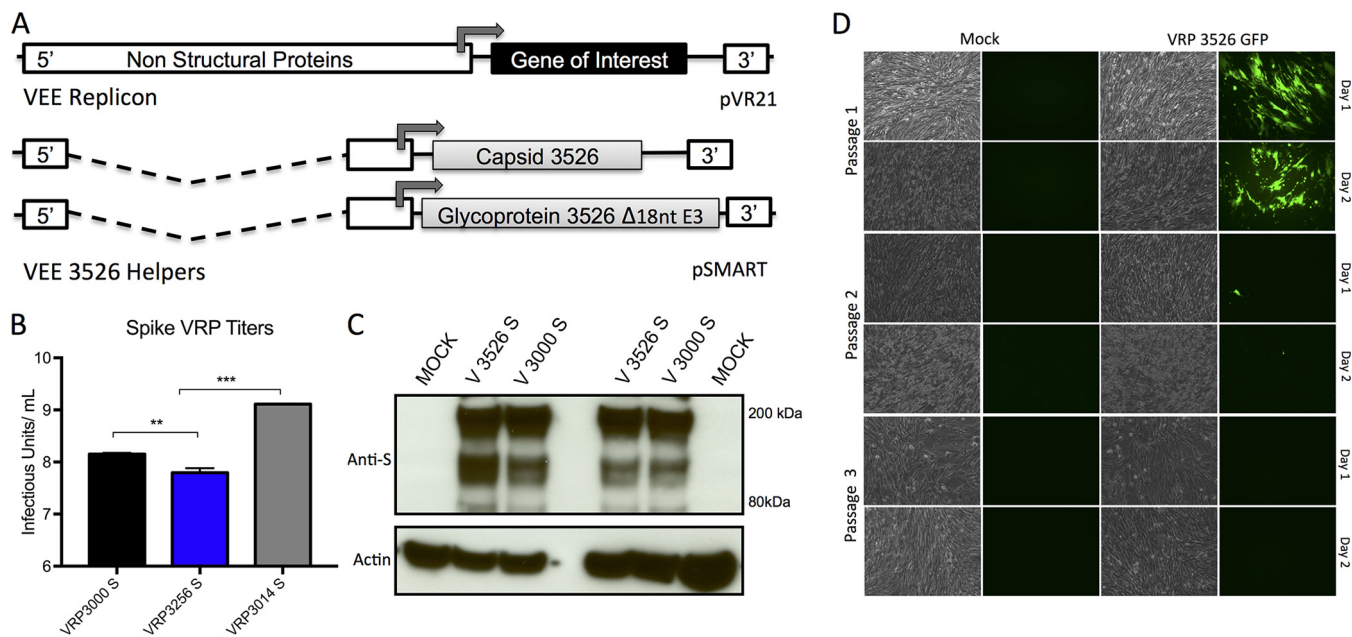 A
5’ Non Structural Proteins Gene of Interest 3’
VEE Replicon pVR21
5’ Capsid 3526 3’
5’ Glycoprotein 3526 Δ18nt E3 3’
VEE 3526 Helpers pSMART
B
Spike VRP Titers
Infectious Units/ mL
10
9
8
7
6
**
***
VRP3000 S
VRP3256 S
VRP3014 S
C
MOCK
V 3526 S
V 3000 S
V 3526 S
V 3000 S
MOCK
Anti-S
200 kDa
80kDa
Actin
D
Mock VRP 3526 GFP
Passage 1
Day 1
Day 2
Passage 2
Day 1
Day 2
Passage 3
Day 1
Day 2